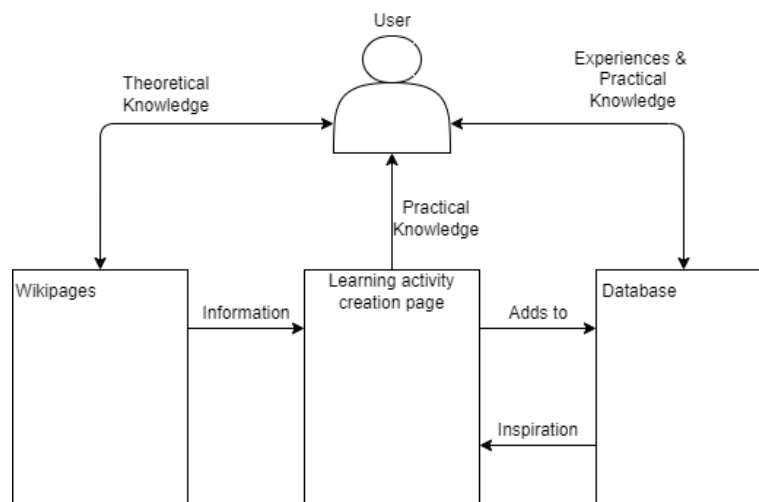 User
Theoretical
Knowledge
Experiences &
Practical
Knowledge
Practical
Knowledge
Wikipages
Information
Learning activity
creation page
Adds to
Inspiration
Database